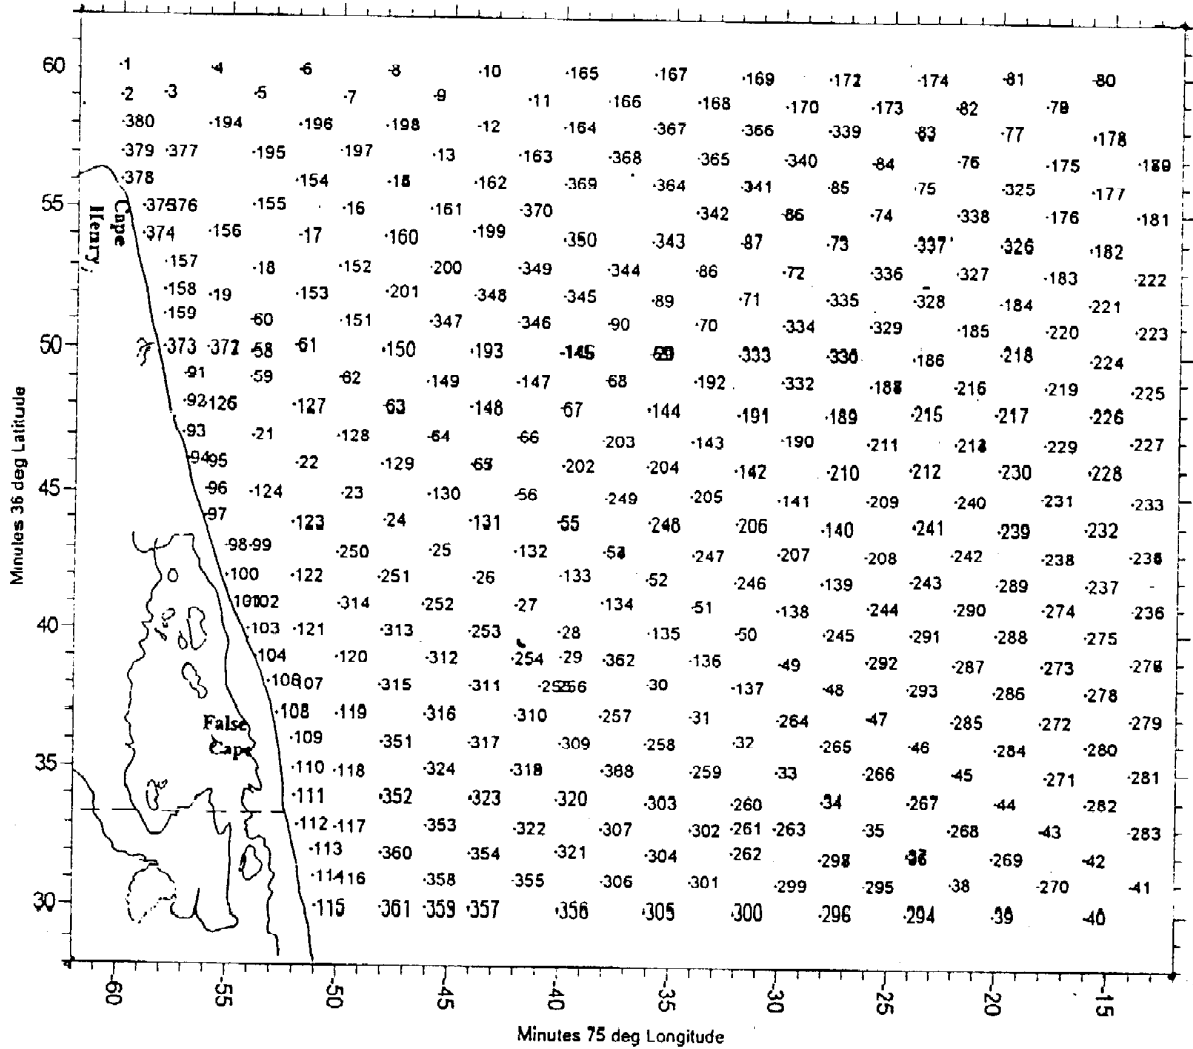 60 ·1 ·4 ·6 ·8 ·10 ·165 ·167 ·169 ·172 ·174 ·81 ·80
·2 ·3 ·5 ·7 ·9 ·11 ·166 ·168 ·170 ·173 ·82 ·79
·380 ·194 ·196 ·198 ·12 ·164 ·367 ·366 ·339 ·83 ·77 ·178
·379 ·377 ·195 ·197 ·13 ·163 ·368 ·365 ·340 ·84 ·76 ·175
·378 ·154 ·162 ·369 ·364 ·341 ·85 ·75 ·325 ·177
55 ·376 ·155 ·16 ·161 ·370 ·342 ·86 ·74 ·338 ·176 ·181
Cape
Henry
·374 ·156 ·17 ·160 ·199 ·350 ·343 ·87 ·73 ·337 ·326 ·182
·157 ·18 ·152 ·200 ·349 ·344 ·86 ·72 ·336 ·327 ·183 ·222
·158 ·19 ·153 ·201 ·348 ·345 ·89 ·71 ·335 ·328 ·184 ·221
·159 ·60 ·151 ·347 ·346 ·90 ·70 ·334 ·329 ·185 ·220 ·223
50 ·373 ·58 ·61 ·150 ·193 ·333 ·330 ·186 ·218 ·224
·91 ·59 ·62 ·149 ·147 ·68 ·192 ·332 ·216 ·219 ·225
·92 ·126 ·127 ·63 ·148 ·67 ·144 ·191 ·189 ·215 ·217 ·226
·93 ·21 ·128 ·64 ·66 ·203 ·143 ·190 ·211 ·229 ·227
·94 ·95 ·22 ·129 ·202 ·204 ·142 ·210 ·212 ·230 ·228
45 ·96 ·124 ·23 ·130 ·56 ·249 ·205 ·141 ·209 ·240 ·231 ·233
·97 ·123 ·24 ·131 ·55 ·248 ·206 ·140 ·241 ·239 ·232
·98 ·99 ·250 ·25 ·132 ·247 ·207 ·208 ·242 ·238
·100 ·122 ·251 ·26 ·133 ·52 ·246 ·139 ·243 ·289 ·237
·102 ·314 ·252 ·27 ·134 ·51 ·138 ·244 ·290 ·274 ·236
40 ·103 ·121 ·313 ·253 ·28 ·135 ·50 ·245 ·291 ·288 ·275
·104 ·120 ·312 ·254 ·29 ·362 ·136 ·49 ·292 ·287 ·273
·107 ·315 ·311 ·256 ·30 ·137 ·48 ·293 ·286 ·278
·108 ·119 ·316 ·310 ·257 ·31 ·264 ·47 ·285 ·272 ·279
False
Cape
·109 ·351 ·317 ·309 ·258 ·32 ·265 ·46 ·284 ·280
35 ·110 ·118 ·324 ·318 ·368 ·259 ·33 ·266 ·45 ·271 ·281
·111 ·352 ·323 ·320 ·303 ·260 ·34 ·267 ·44 ·282
·112 ·117 ·353 ·322 ·307 ·302 ·261 ·263 ·35 ·268 ·43 ·283
·113 ·360 ·354 ·321 ·304 ·262 ·269 ·42
·114 ·116 ·358 ·355 ·306 ·301 ·299 ·295 ·38 ·270 ·41
30 ·115 ·361 ·359 ·357 ·356 ·305 ·300 ·296 ·294 ·39 ·40
-60 -55 -50 -45 -40 -35 -30 -25 -20 -15
Minutes 75 deg Longitude
Minutes 36 deg Latitude